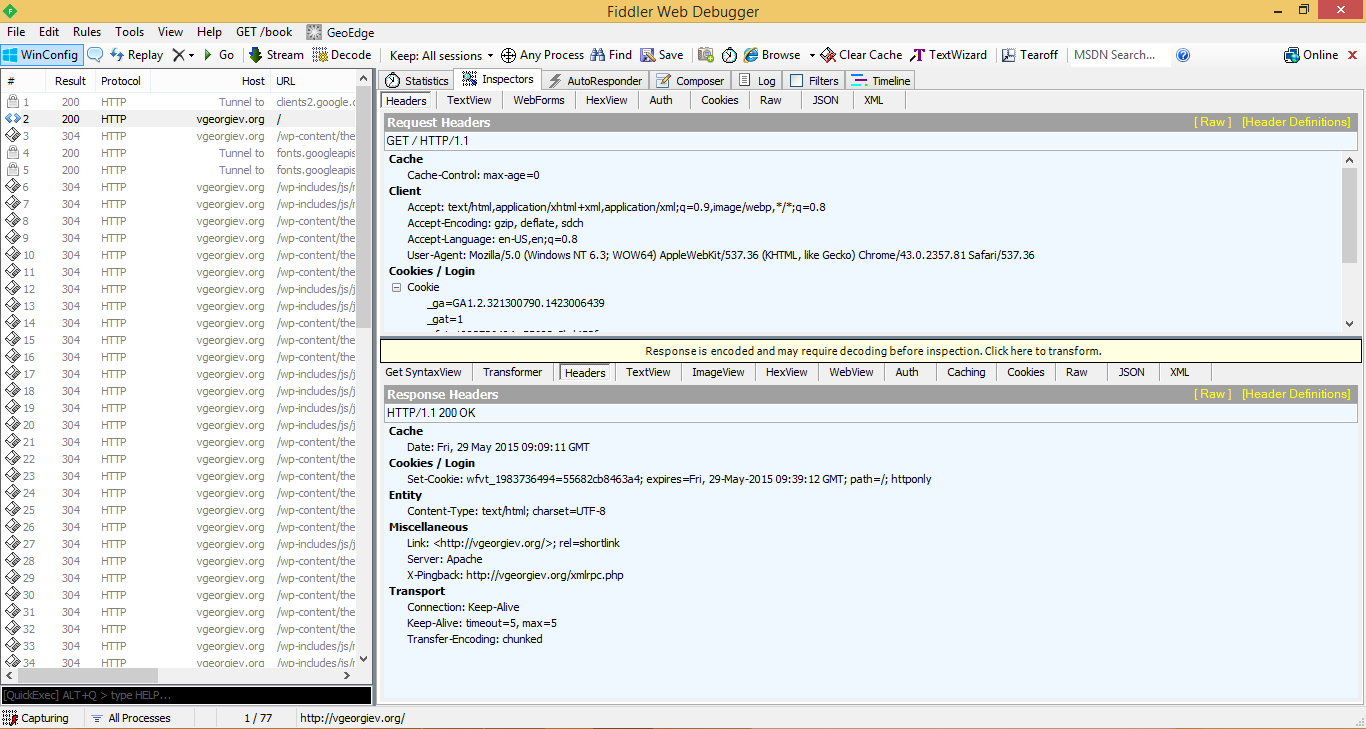 Fiddler Web Debugger
File Edit Rules Tools View Help GET /book GeoEdge
WinConfig Replay Go Stream Decode Keep: All sessions Any Process Find Save Browse Clear Cache TextWizard Tearoff MSDN Search... Online
# Result Protocol Host URL
1 200 HTTP Tunnel to clients2.google.c
2 200 HTTP vgeorgiev.org /
3 304 HTTP vgeorgiev.org /wp-content/the
4 200 HTTP Tunnel to fonts.googleapis
5 200 HTTP Tunnel to fonts.googleapis
6 304 HTTP vgeorgiev.org /wp-includes/js/r
7 304 HTTP vgeorgiev.org /wp-includes/js/r
8 304 HTTP vgeorgiev.org /wp-content/the
9 304 HTTP vgeorgiev.org /wp-includes/js/j
10 304 HTTP vgeorgiev.org /wp-content/the
11 304 HTTP vgeorgiev.org /wp-content/the
12 304 HTTP vgeorgiev.org /wp-content/the
13 304 HTTP vgeorgiev.org /wp-content/the
14 304 HTTP vgeorgiev.org /wp-content/the
15 304 HTTP vgeorgiev.org /wp-content/the
16 304 HTTP vgeorgiev.org /wp-content/the
17 304 HTTP vgeorgiev.org /wp-includes/js/j
18 304 HTTP vgeorgiev.org /wp-includes/js/j
19 304 HTTP vgeorgiev.org /wp-includes/js/j
20 304 HTTP vgeorgiev.org /wp-includes/js/j
21 304 HTTP vgeorgiev.org /wp-content/the
22 304 HTTP vgeorgiev.org /wp-content/the
23 304 HTTP vgeorgiev.org /wp-content/the
24 304 HTTP vgeorgiev.org /wp-content/the
25 304 HTTP vgeorgiev.org /wp-content/the
26 304 HTTP vgeorgiev.org /wp-content/the
27 304 HTTP vgeorgiev.org /wp-includes/js/j
28 304 HTTP vgeorgiev.org /wp-content/the
29 304 HTTP vgeorgiev.org /wp-content/the
30 304 HTTP vgeorgiev.org /wp-content/the
31 304 HTTP vgeorgiev.org /wp-content/the
32 304 HTTP vgeorgiev.org /wp-content/the
33 304 HTTP vgeorgiev.org /wp-includes/js/r
34 304 HTTP vgeorgiev.org /wp-content/the
[QuickExec] ALT+Q > type HELP...
Statistics Inspectors AutoResponder Composer Log Filters Timeline
Headers TextView WebForms HexView Auth Cookies Raw JSON XML
Request Headers [ Raw ] [Header Definitions]
GET / HTTP/1.1
Cache
Cache-Control: max-age=0
Client
Accept: text/html,application/xhtml+xml,application/xml;q=0.9,image/webp,*/*;q=0.8
Accept-Encoding: gzip, deflate, sdch
Accept-Language: en-US,en;q=0.8
User-Agent: Mozilla/5.0 (Windows NT 6.3; WOW64) AppleWebKit/537.36 (KHTML, like Gecko) Chrome/43.0.2357.81 Safari/537.36
Cookies / Login
Cookie
_ga=GA1.2.321300790.1423006439
_gat=1
Response is encoded and may require decoding before inspection. Click here to transform.
Get SyntaxView Transformer Headers TextView ImageView HexView WebView Auth Caching Cookies Raw JSON XML
Response Headers [ Raw ] [Header Definitions]
HTTP/1.1 200 OK
Cache
Date: Fri, 29 May 2015 09:09:11 GMT
Cookies / Login
Set-Cookie: wfvt_1983736494=55682cb8463a4; expires=Fri, 29-May-2015 09:39:12 GMT; path=/; httponly
Entity
Content-Type: text/html; charset=UTF-8
Miscellaneous
Link: <http://vgeorgiev.org/>; rel=shortlink
Server: Apache
X-Pingback: http://vgeorgiev.org/xmlrpc.php
Transport
Connection: Keep-Alive
Keep-Alive: timeout=5, max=5
Transfer-Encoding: chunked
Capturing All Processes 1 / 77 http://vgeorgiev.org/